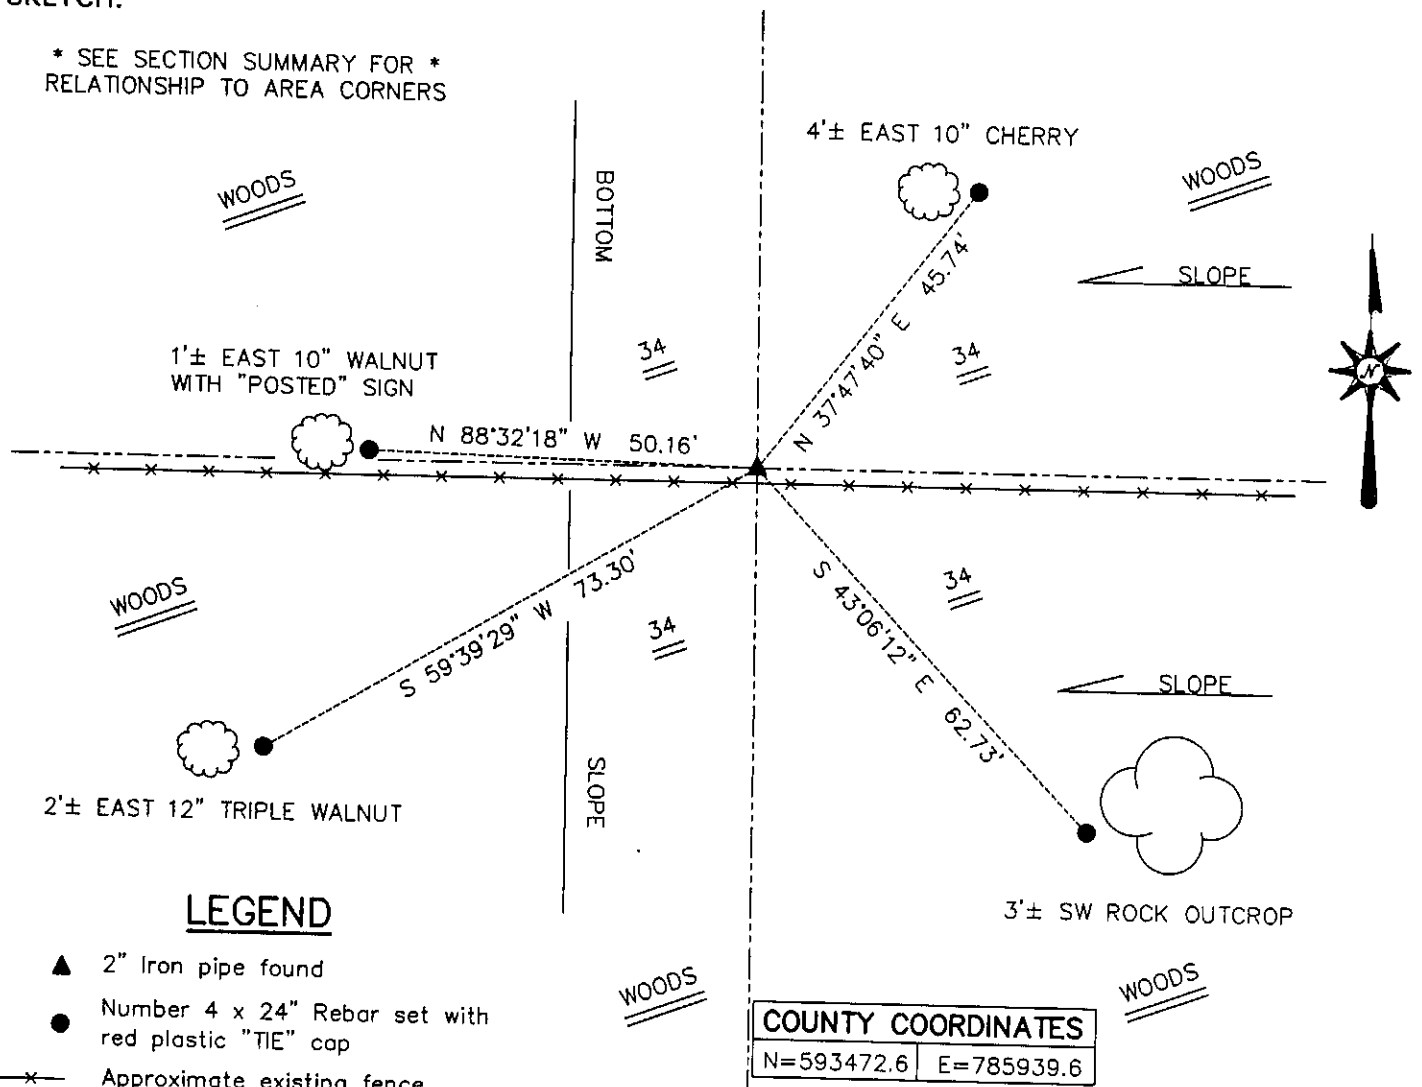 SKETCH:
* SEE SECTION SUMMARY FOR *
RELATIONSHIP TO AREA CORNERS
4'± EAST 10" CHERRY
WOODS
WOODS
BOTTOM
SLOPE
N 37°47'40" E 45.74'
1'± EAST 10" WALNUT
WITH "POSTED" SIGN
34
34
N
N 88°32'18" W 50.16'
WOODS
S 59°39'29" W 73.30'
34
34
S 43°06'12" E 62.73'
SLOPE
SLOPE
2'± EAST 12" TRIPLE WALNUT
3'± SW ROCK OUTCROP
LEGEND
2" Iron pipe found
Number 4 x 24" Rebar set with
red plastic "TIE" cap
Approximate existing fence
WOODS
WOODS
COUNTY COORDINATES
N=593472.6 E=785939.6